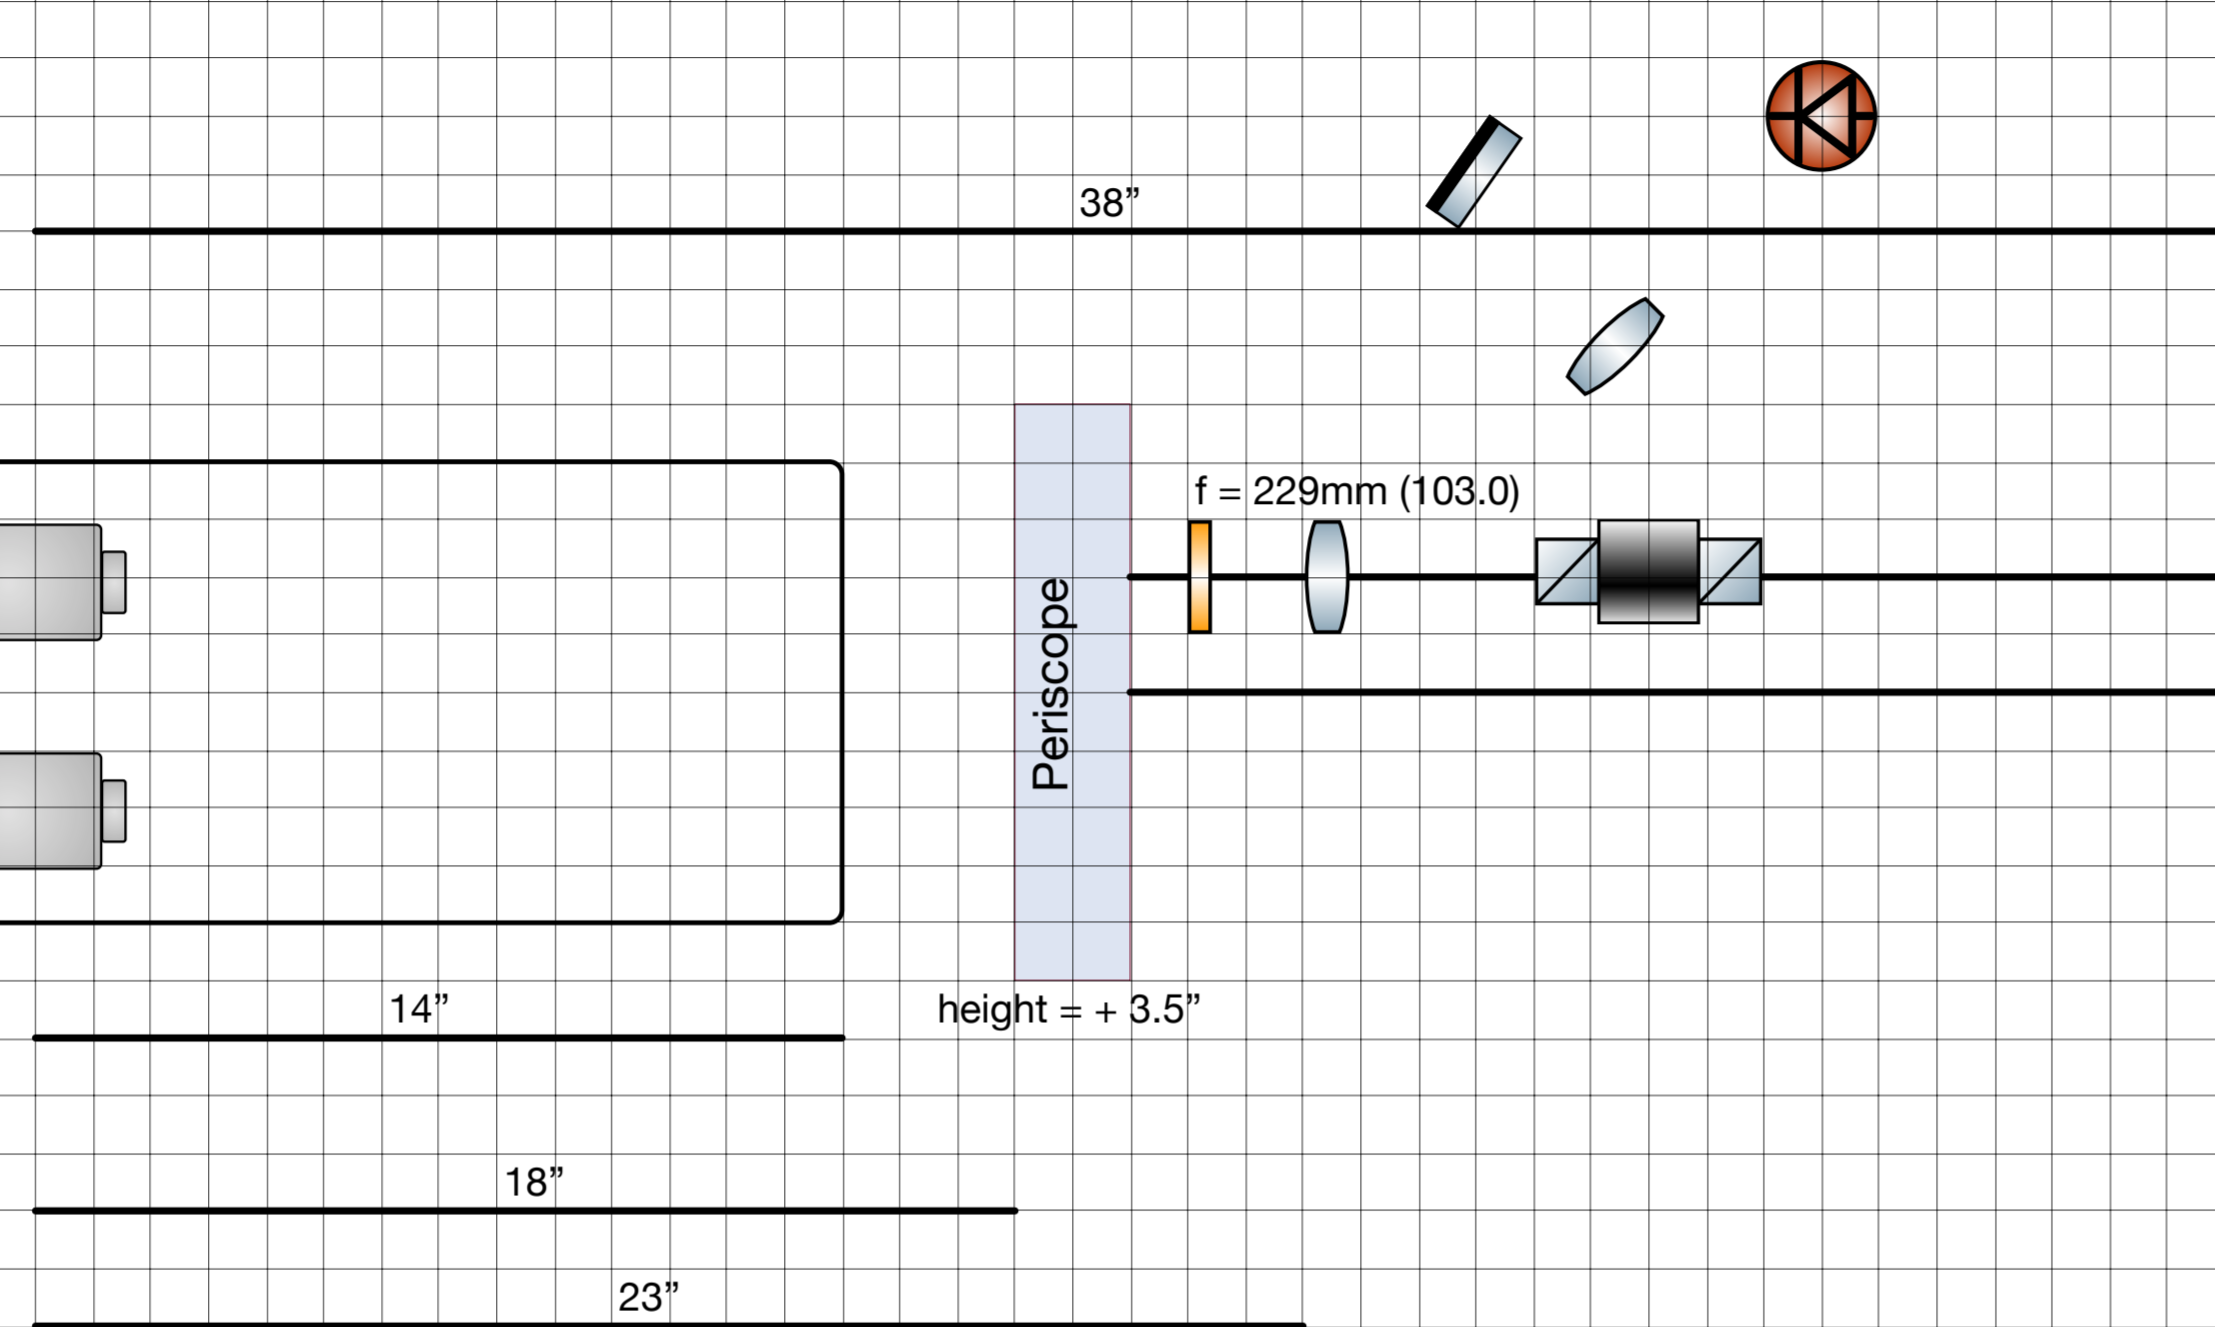 38”
f = 229mm (103.0)
Periscope
14”
height = + 3.5”
18”
23”